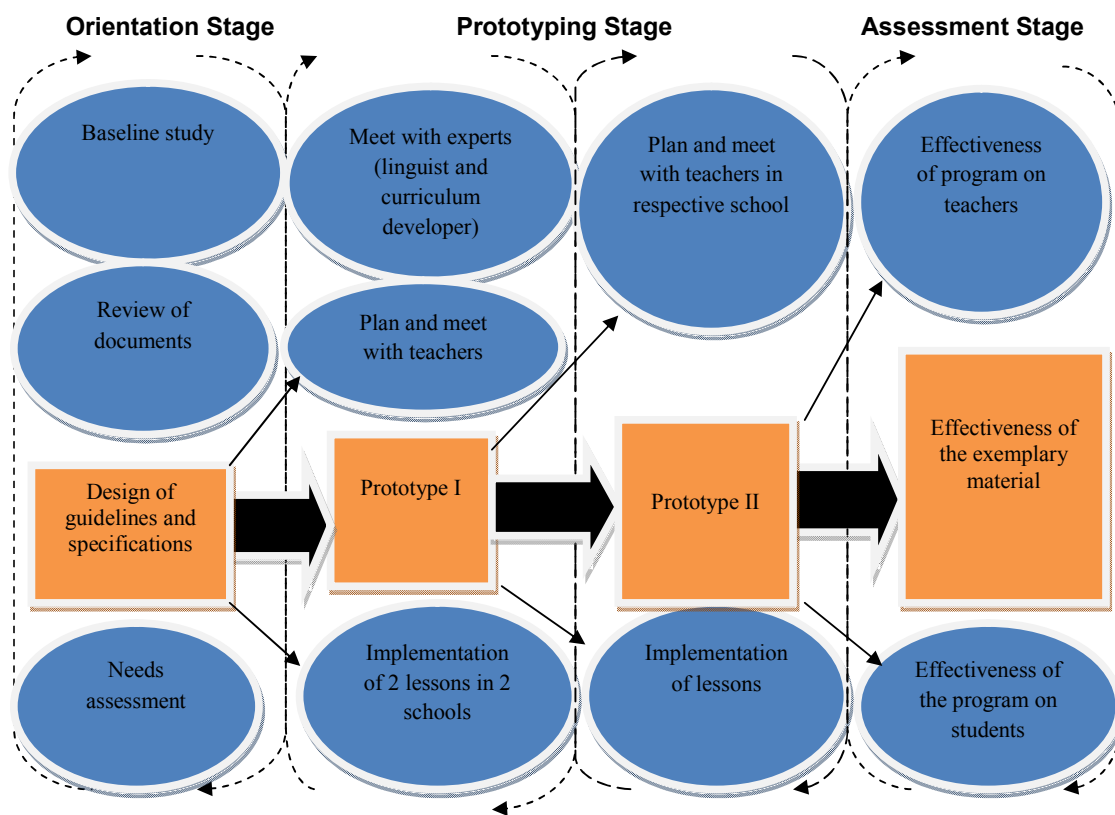 Orientation Stage
Prototyping Stage
Assessment Stage
Baseline study
Review of
documents
Design of
guidelines and
specifications
Needs
assessment
Meet with experts
(linguist and
curriculum
developer)
Plan and meet
with teachers
Prototype I
Implementation
of 2 lessons in 2
schools
Plan and meet
with teachers in
respective school
Prototype II
Implementation
of lessons
Effectiveness
of program on
teachers
Effectiveness of
the exemplary
material
Effectiveness of
the program on
students